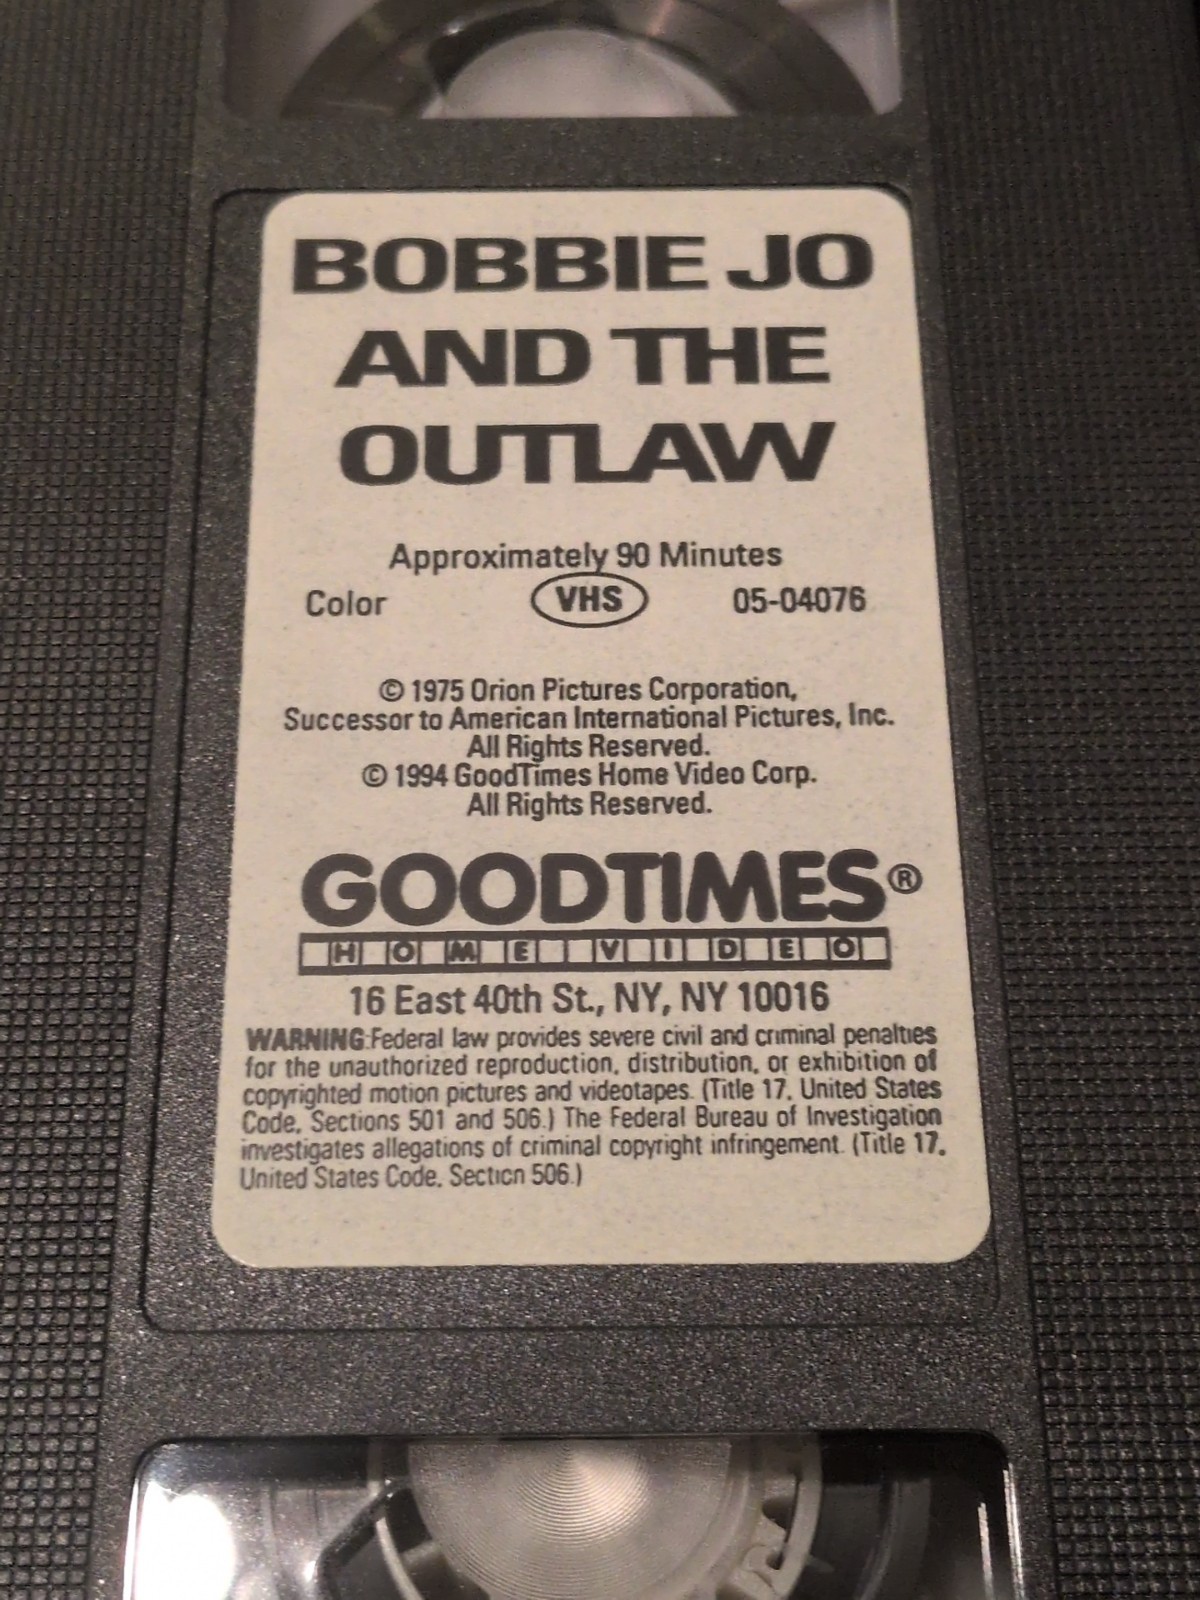 BOBBIE JO
AND THE
OUTLAW
Approximately 90 Minutes
Color VHS 05-04076
© 1975 Orion Pictures Corporation,
Successor to American International Pictures, Inc.
All Rights Reserved.
© 1994 GoodTimes Home Video Corp.
All Rights Reserved.
GOODTIMES®
HOME VIDEO
16 East 40th St., NY, NY 10016
WARNING:Federal law provides severe civil and criminal penalties
for the unauthorized reproduction, distribution, or exhibition of
copyrighted motion pictures and videotapes. (Title 17, United States
Code, Sections 501 and 506.) The Federal Bureau of Investigation
investigates allegations of criminal copyright infringement. (Title 17,
United States Code, Section 506.)